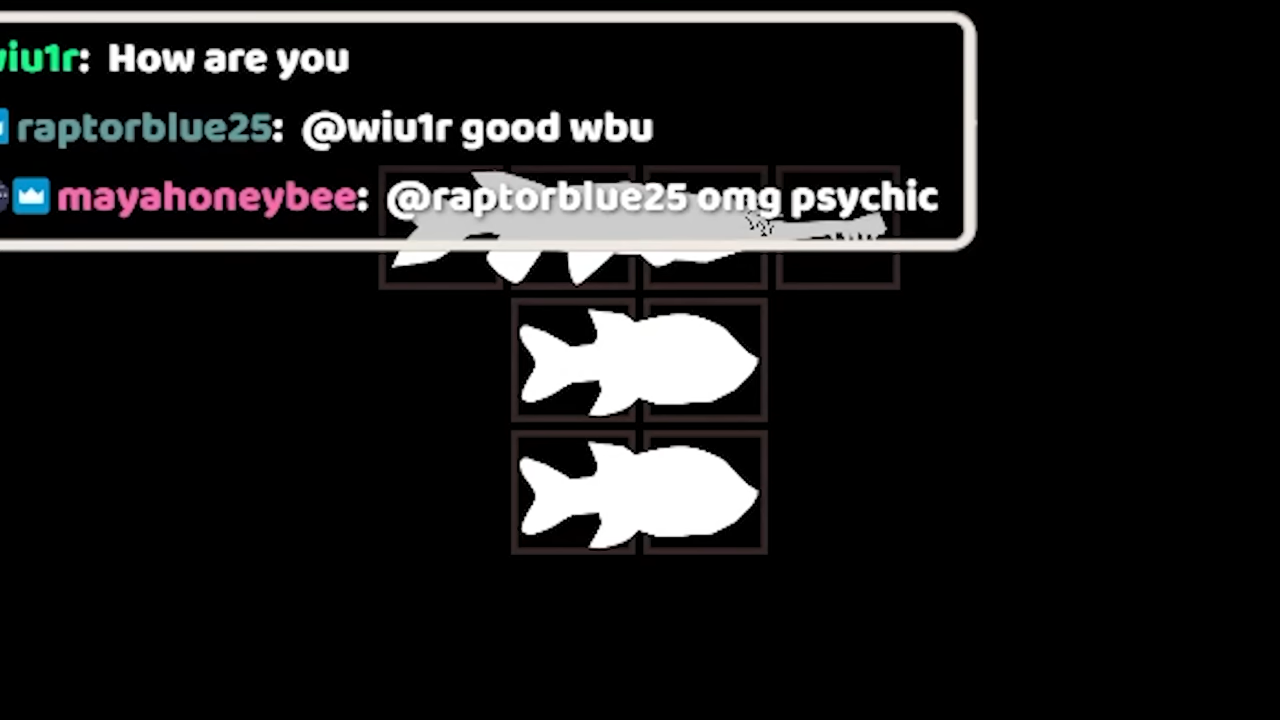 wiu1r: How are you
raptorblue25: @wiu1r good wbu
mayahoneybee: @raptorblue25 omg psychic